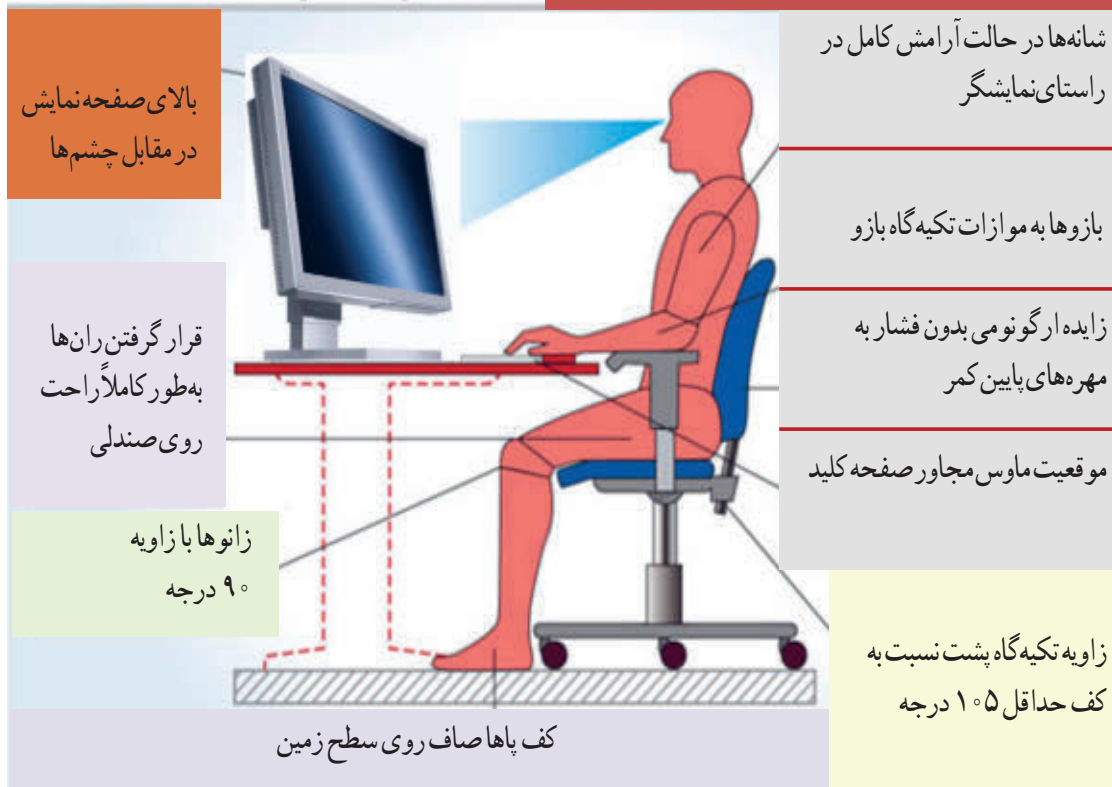 شانه‌ها در حالت آرامش کامل در
راستای نمایشگر
بازوها به موازات تکیه‌گاه بازو
زایده ارگونومی بدون فشار به
مهره‌های پایین کمر
موقعیت ماوس مجاور صفحه کلید
زاویه تکیه‌گاه پشت نسبت به
کف حداقل ۱۰۵ درجه
بالای صفحه نمایش
در مقابل چشم‌ها
قرار گرفتن ران‌ها
به‌طور کاملاً راحت
روی صندلی
زانوها با زاویه
۹۰ درجه
کف پاها صاف روی سطح زمین